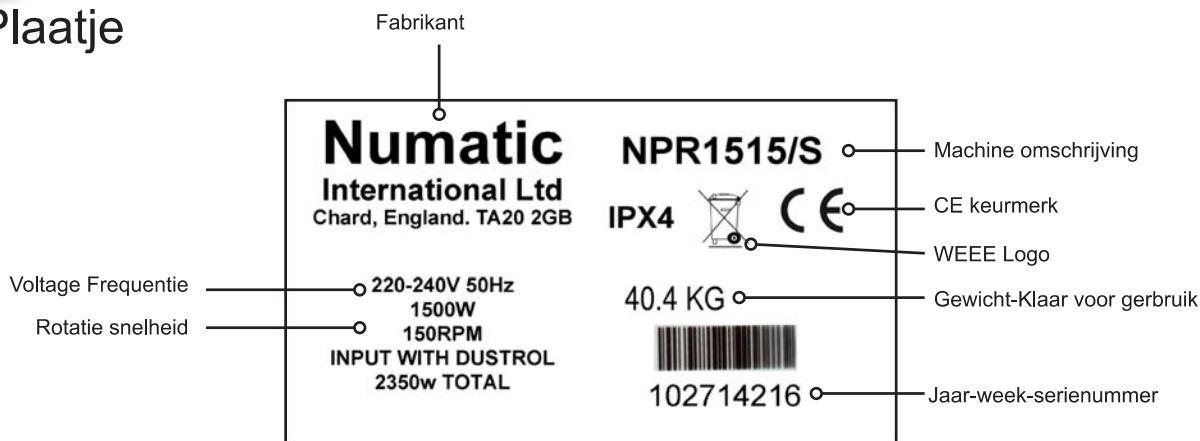 Plaatje
Fabrikant
Numatic
International Ltd
Chard, England. TA20 2GB
NPR1515/S
Machine omschrijving
IPX4
CE
CE keurmerk
WEEE Logo
Voltage Frequentie
220-240V 50Hz
1500W
Rotatie snelheid
150RPM
INPUT WITH DUSTROL
2350w TOTAL
40.4 KG
Gewicht-Klaar voor gerbruik
102714216
Jaar-week-serienummer